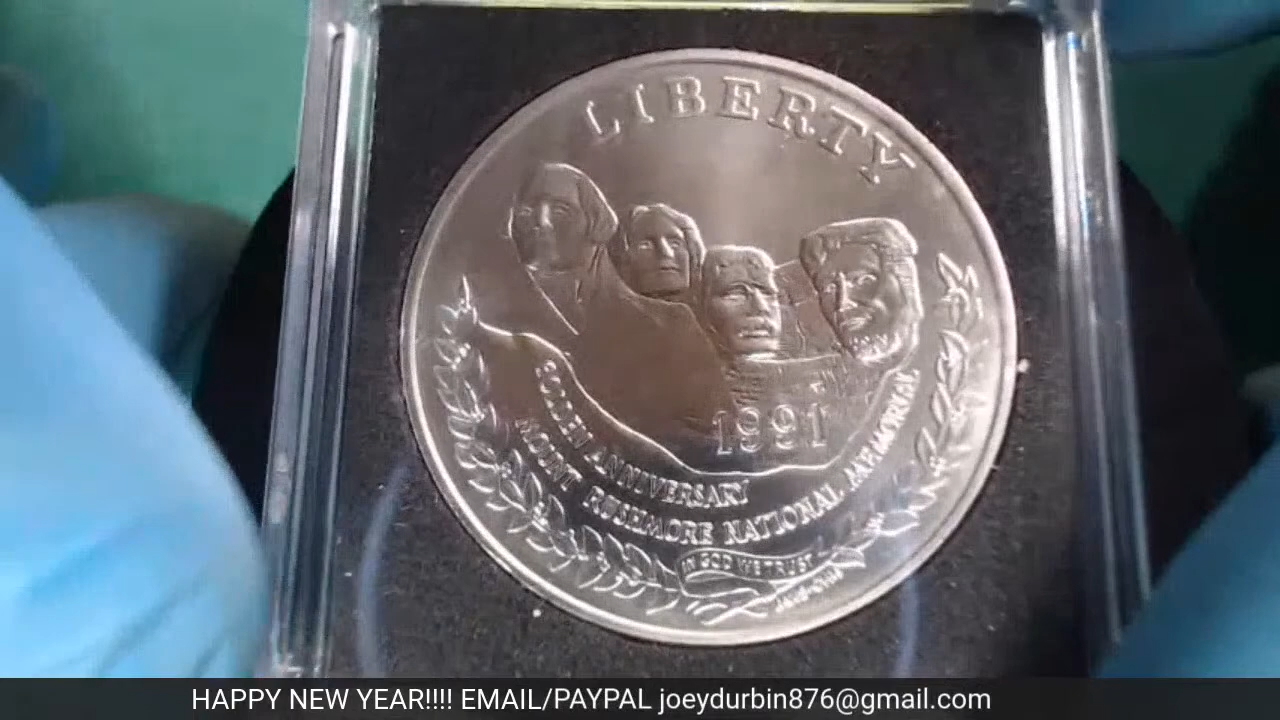 LIBERTY
1991
GOLDEN ANNIVERSARY
MOUNT RUSHMORE NATIONAL MEMORIAL
IN GOD WE TRUST
HAPPY NEW YEAR!!!! EMAIL/PAYPAL joeydurbin876@gmail.com